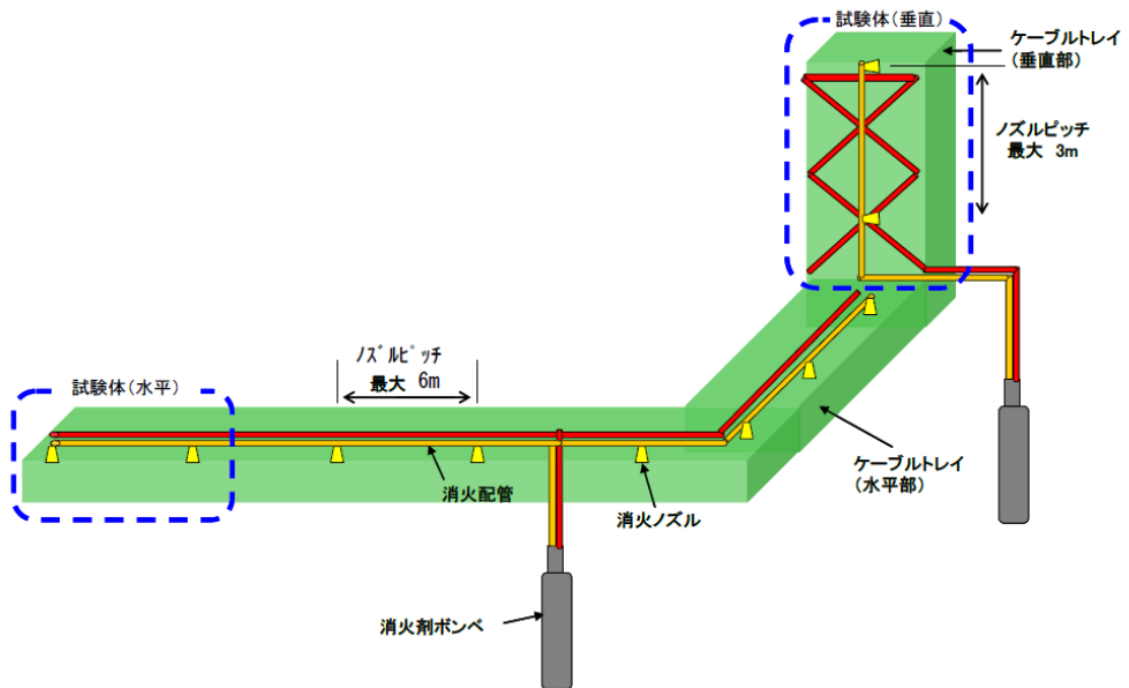 試験体(垂直)
ケーブルトレイ
(垂直部)
ノズルピッチ
最大 3m
ﾉｽﾞﾙﾋﾟｯﾁ
最大 6m
試験体(水平)
ケーブルトレイ
(水平部)
消火配管
消火ノズル
消火剤ボンベ